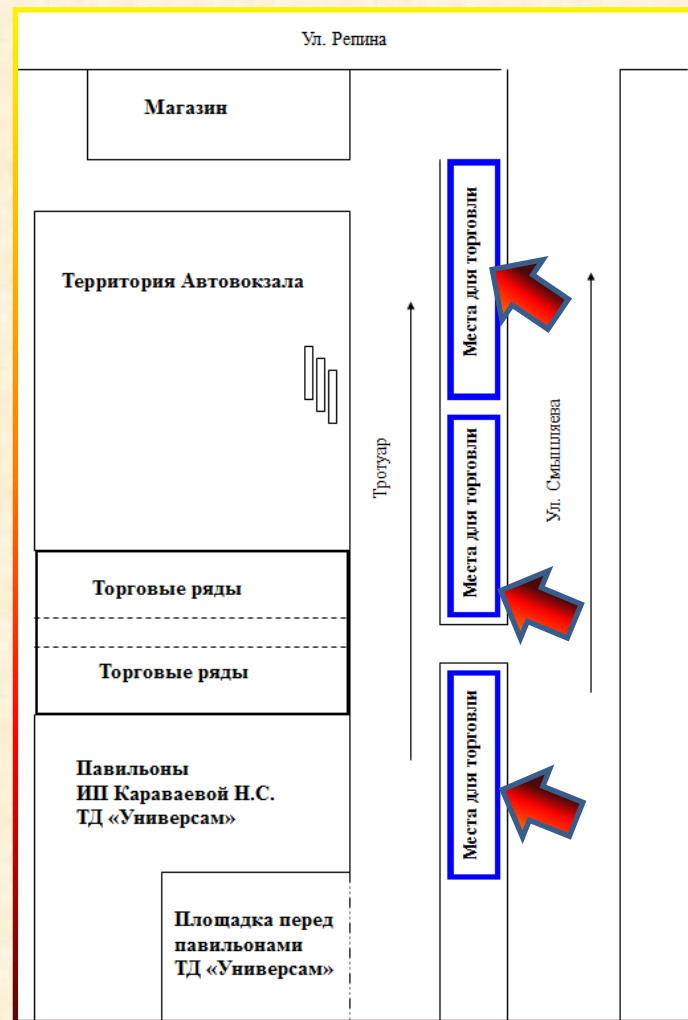 Ул. Репина
Магазин
Места для торговли
Территория Автовокзала
Ул. Смышляева
Тротуар
Места для торговли
Торговые ряды
Торговые ряды
Места для торговли
Павильоны
ИП Караваевой Н.С.
ТД «Универсам»
Площадка перед
павильонами
ТД «Универсам»